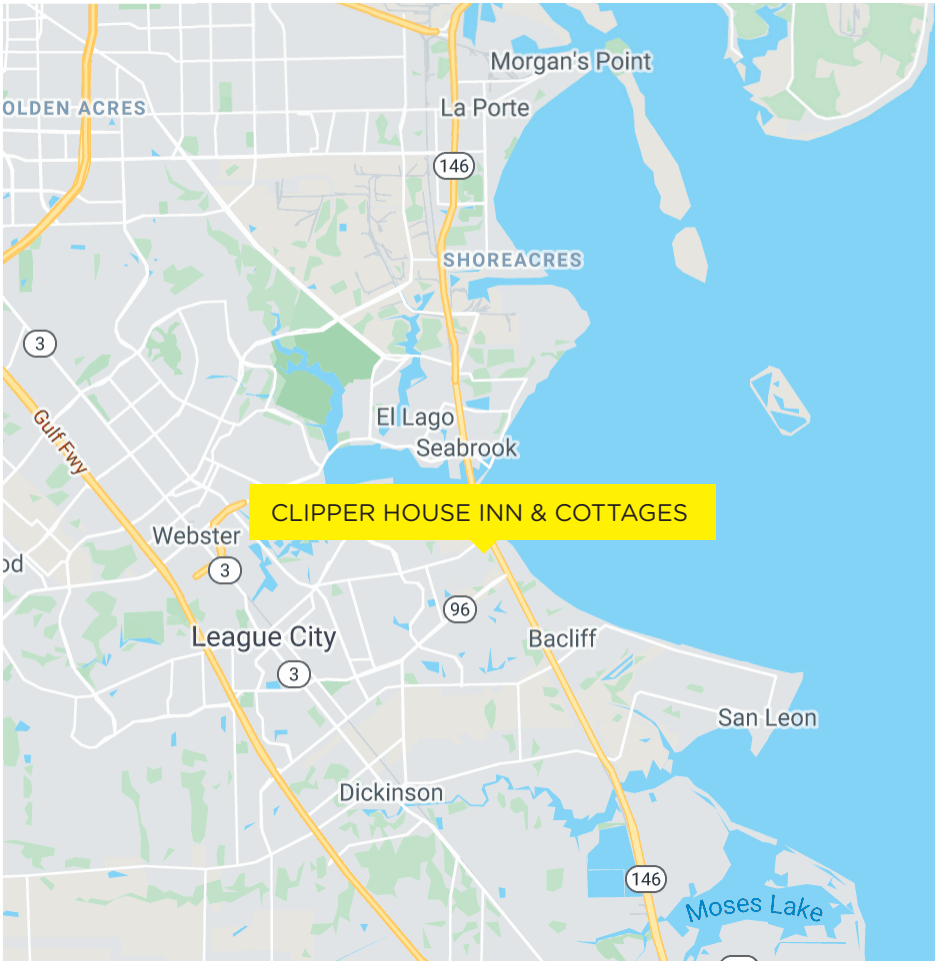 Morgan's Point
OLDEN ACRES
La Porte
146
SHOREACRES
3
El Lago
Gulf Fwy
Seabrook
CLIPPER HOUSE INN & COTTAGES
Webster
od
3
96
League City
Bacliff
3
San Leon
Dickinson
146
Moses Lake